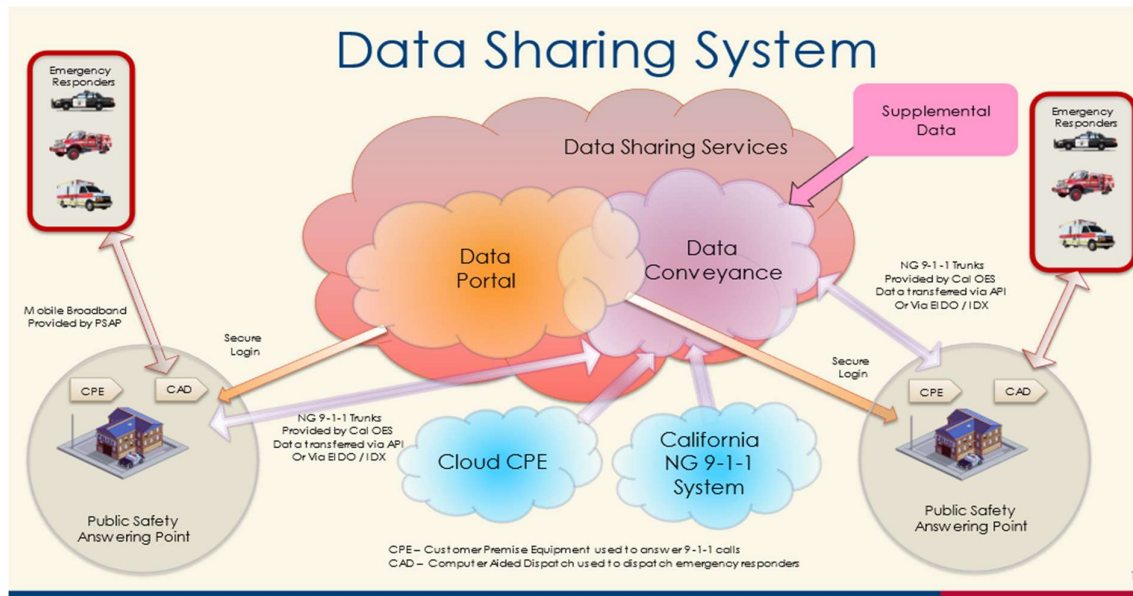 Data Sharing System
Emergency
Responders
Supplemental
Data
Emergency
Responders
Data Sharing Services
Data
Portal
Data
Conveyance
NG 9-1-1 Trunks
Provided by Cal OES
Data transferred via API
Or Via EIDO / IDX
Mobile Broadband
Provided by PSAP
Secure
Login
Secure
Login
CPE
CAD
CPE
CAD
NG 9-1-1 Trunks
Provided by Cal OES
Data transferred via API
Or Via EIDO / IDX
Cloud CPE
California
NG 9-1-1
System
Public Safety
Answering Point
Public Safety
Answering Point
CPE – Customer Premise Equipment used to answer 9-1-1 calls
CAD – Computer Aided Dispatch used to dispatch emergency responders